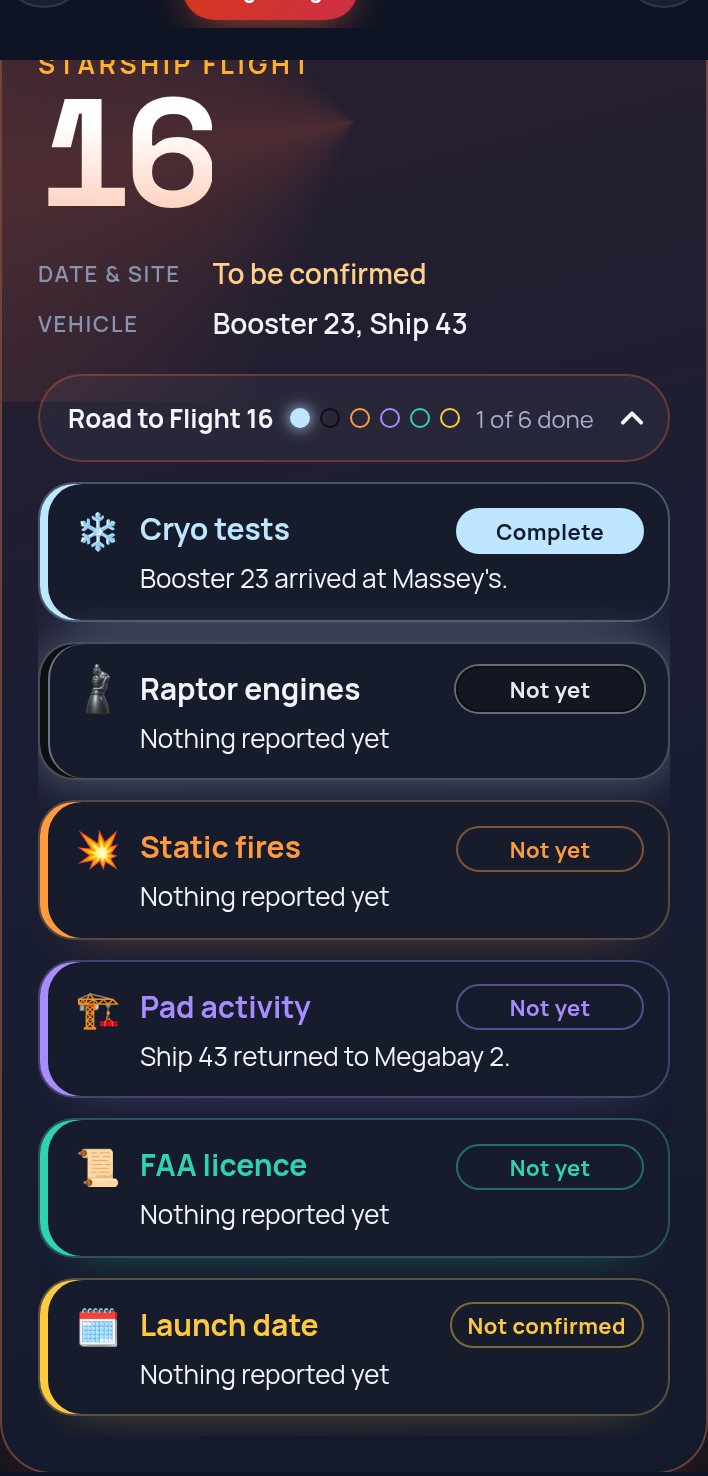 STARSHIP FLIGHT
16
DATE & SITE To be confirmed
VEHICLE Booster 23, Ship 43
Road to Flight 16 1 of 6 done
Cryo tests Complete
Booster 23 arrived at Massey's.
Raptor engines Not yet
Nothing reported yet
Static fires Not yet
Nothing reported yet
Pad activity Not yet
Ship 43 returned to Megabay 2.
FAA licence Not yet
Nothing reported yet
Launch date Not confirmed
Nothing reported yet